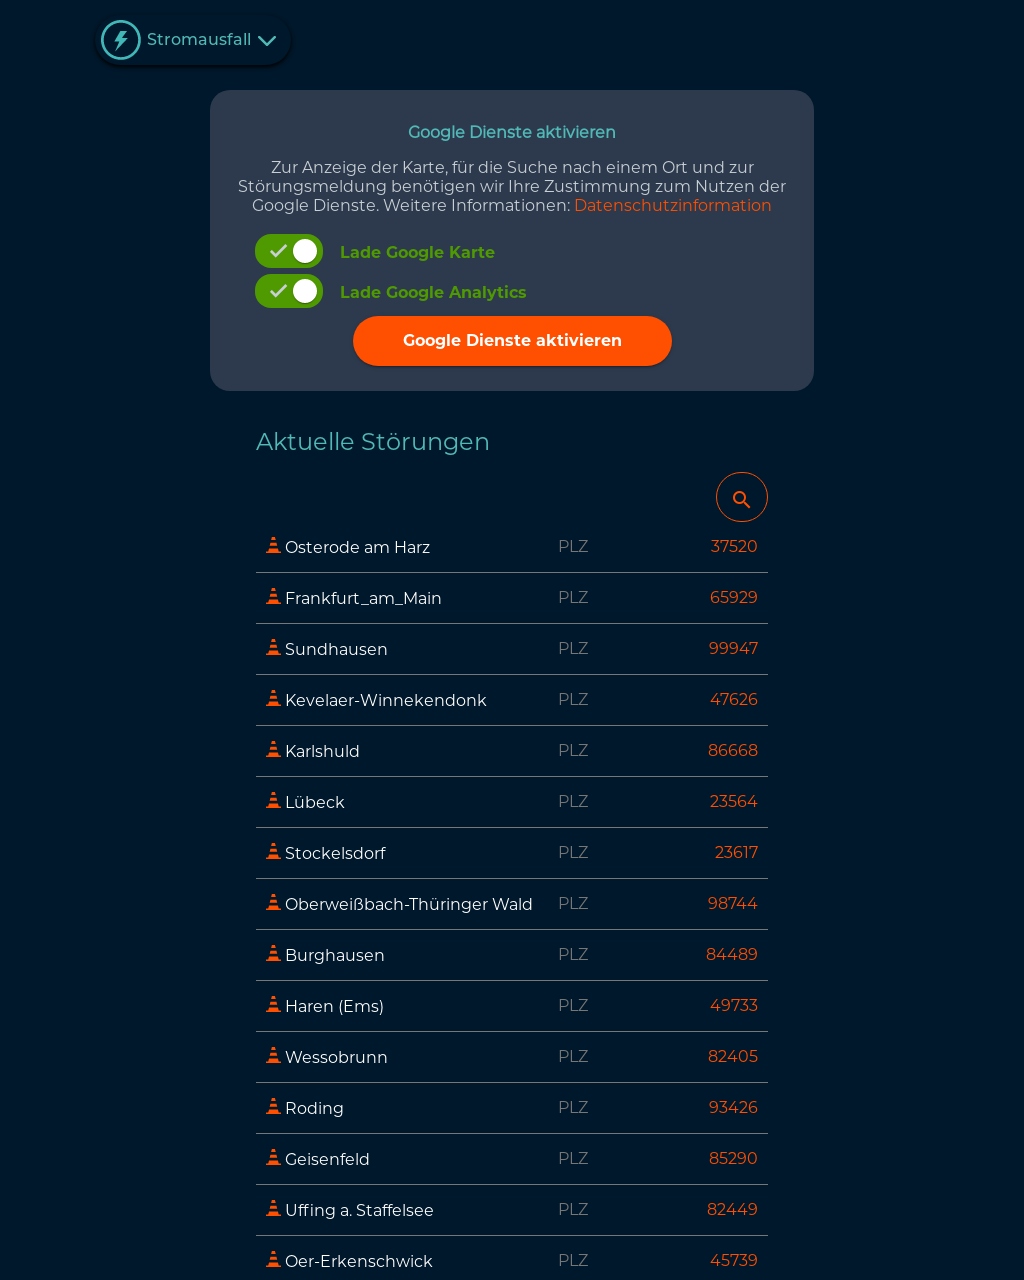 Stromausfall
Google Dienste aktivieren
Zur Anzeige der Karte, für die Suche nach einem Ort und zur
Störungsmeldung benötigen wir Ihre Zustimmung zum Nutzen der
Google Dienste. Weitere Informationen: Datenschutzinformation
Lade Google Karte
Lade Google Analytics
Google Dienste aktivieren
Aktuelle Störungen
Osterode am Harz PLZ 37520
Frankfurt_am_Main PLZ 65929
Sundhausen PLZ 99947
Kevelaer-Winnekendonk PLZ 47626
Karlshuld PLZ 86668
Lübeck PLZ 23564
Stockelsdorf PLZ 23617
Oberweißbach-Thüringer Wald PLZ 98744
Burghausen PLZ 84489
Haren (Ems) PLZ 49733
Wessobrunn PLZ 82405
Roding PLZ 93426
Geisenfeld PLZ 85290
Uffing a. Staffelsee PLZ 82449
Oer-Erkenschwick PLZ 45739